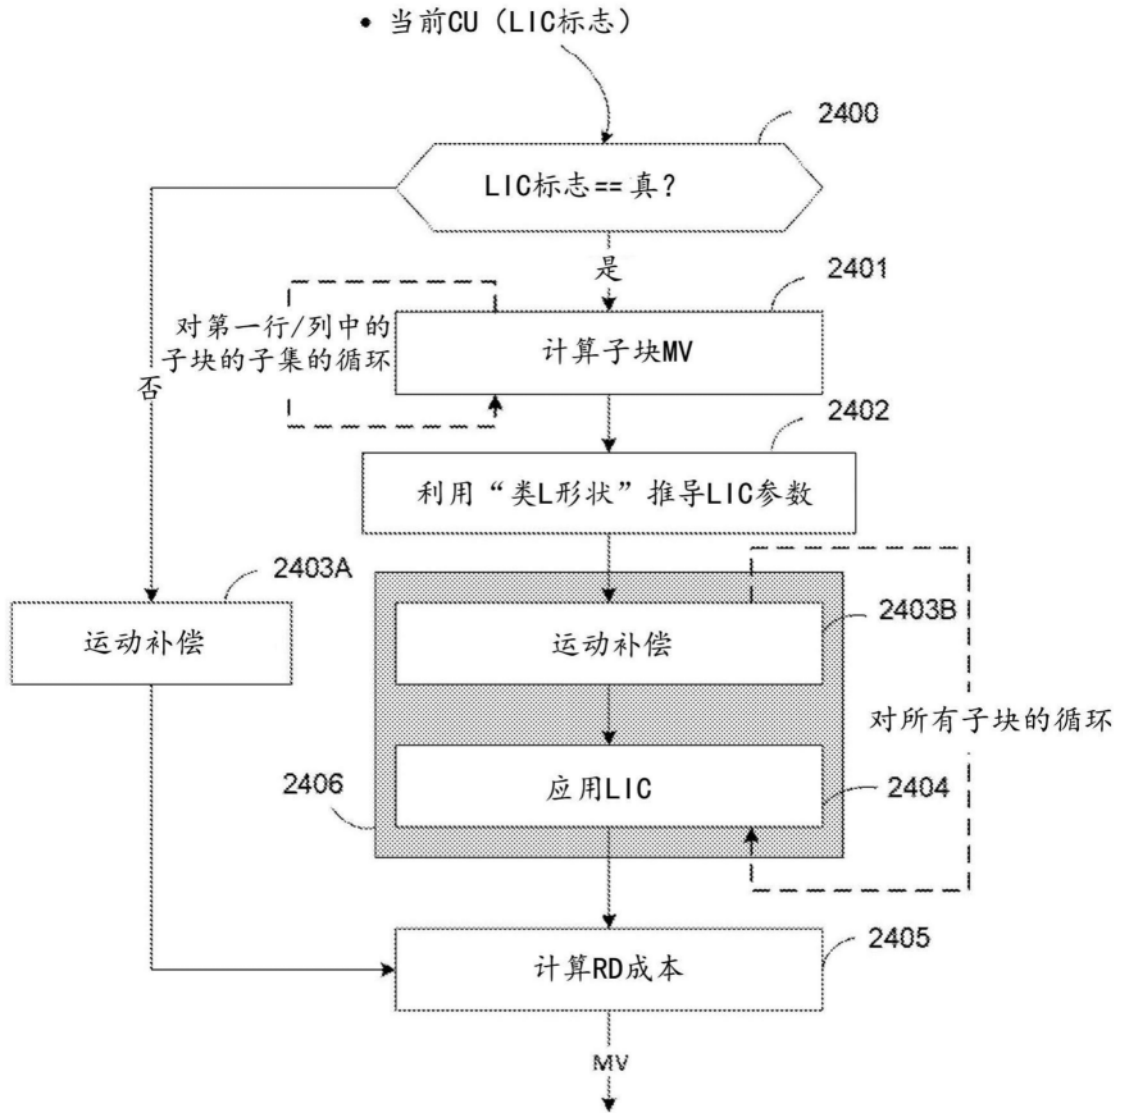 • 当前CU（LIC标志）
2400
LIC标志==真?
是
2401
对第一行/列中的
子块的子集的循环
计算子块MV
否
2402
利用“类L形状”推导LIC参数
2403A
运动补偿
2403B
运动补偿
对所有子块的循环
2406
应用LIC
2404
2405
计算RD成本
MV